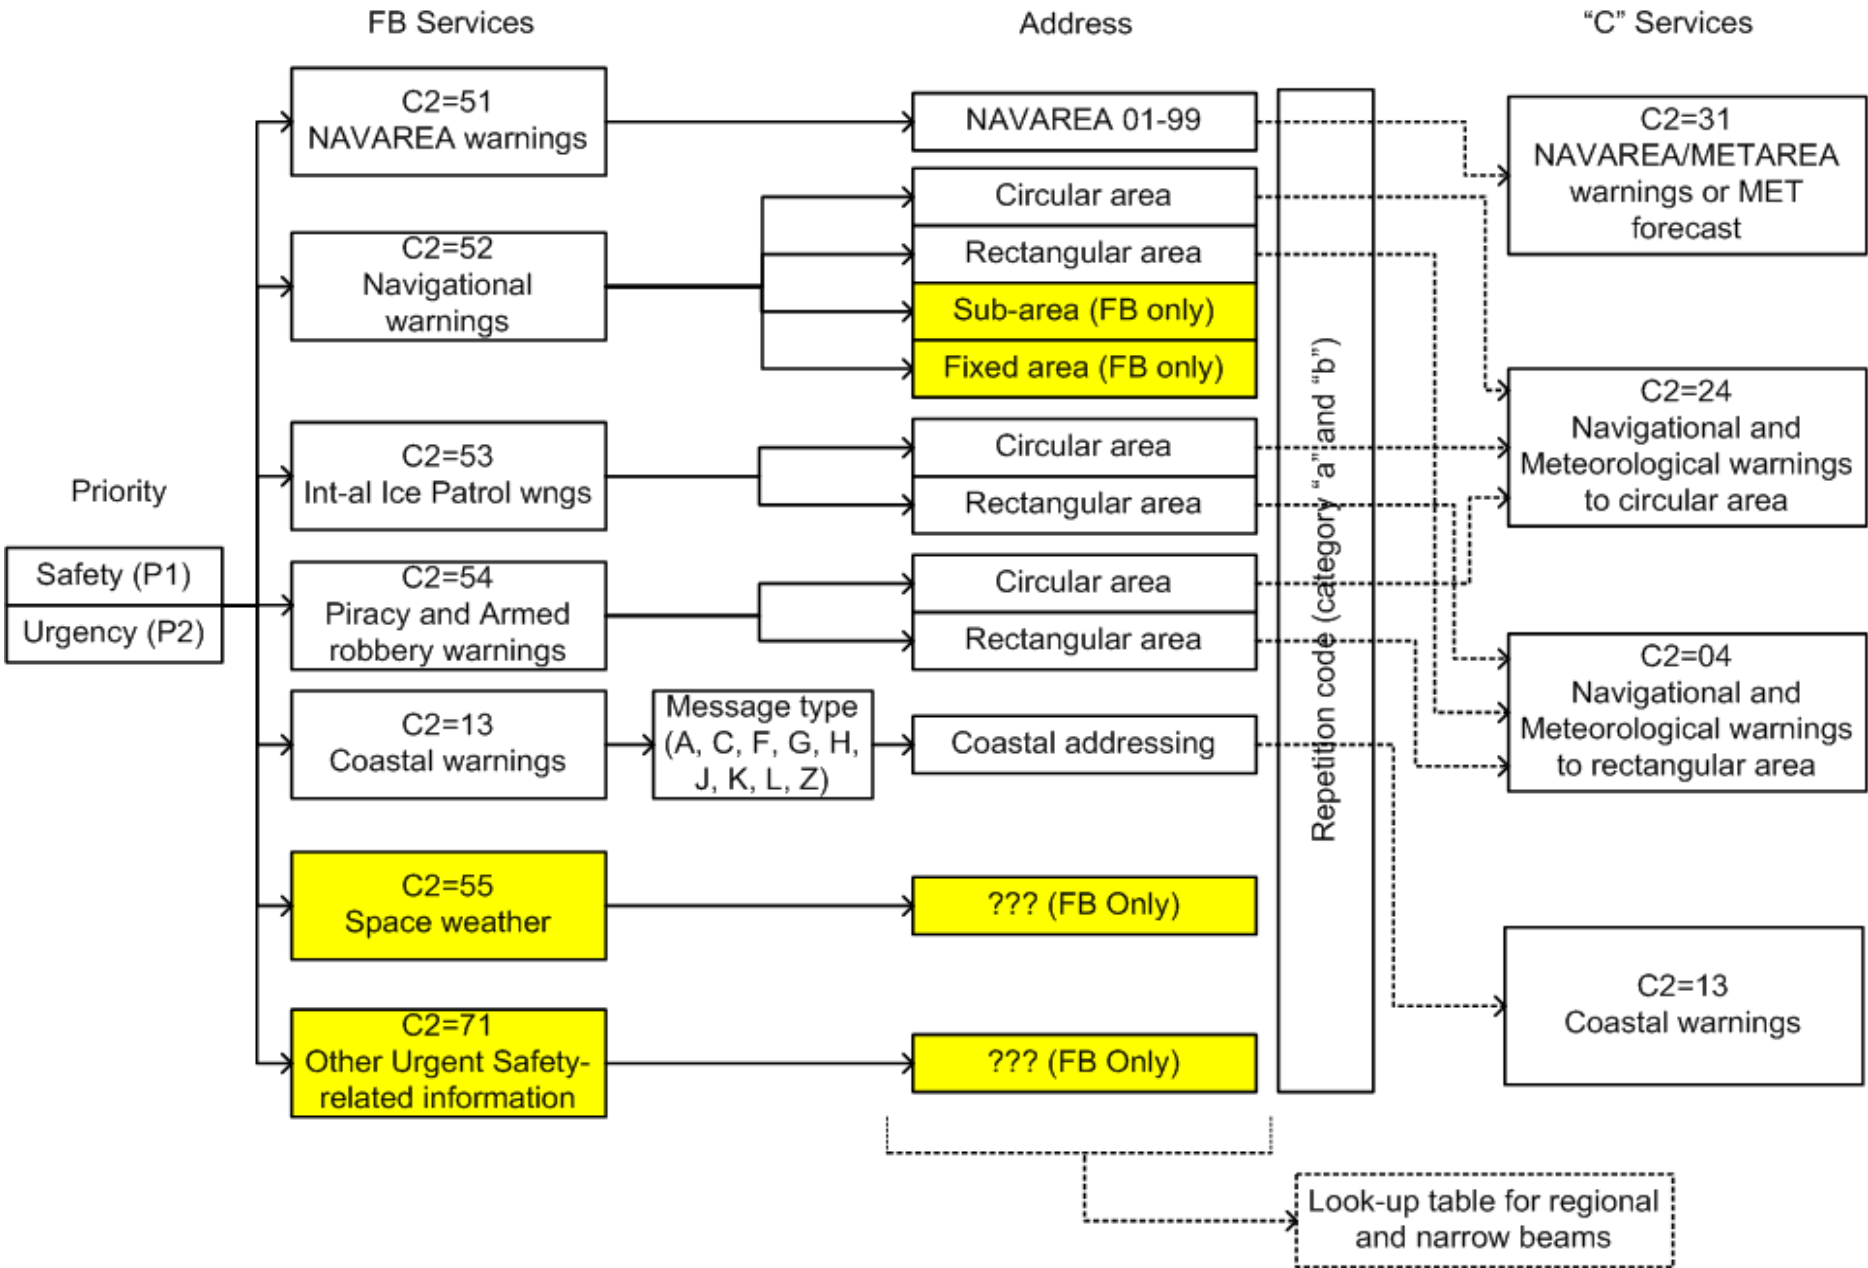 FB Services
Address
“C” Services
Priority
Safety (P1)
Urgency (P2)
C2=51
NAVAREA warnings
C2=52
Navigational
warnings
C2=53
Int-al Ice Patrol wngs
C2=54
Piracy and Armed
robbery warnings
C2=13
Coastal warnings
Message type
(A, C, F, G, H,
J, K, L, Z)
C2=55
Space weather
C2=71
Other Urgent Safety-
related information
NAVAREA 01-99
Circular area
Rectangular area
Sub-area (FB only)
Fixed area (FB only)
Circular area
Rectangular area
Circular area
Rectangular area
Coastal addressing
??? (FB Only)
??? (FB Only)
Repetition code (category “a” and “b”)
C2=31
NAVAREA/METAREA
warnings or MET
forecast
C2=24
Navigational and
Meteorological warnings
to circular area
C2=04
Navigational and
Meteorological warnings
to rectangular area
C2=13
Coastal warnings
Look-up table for regional
and narrow beams